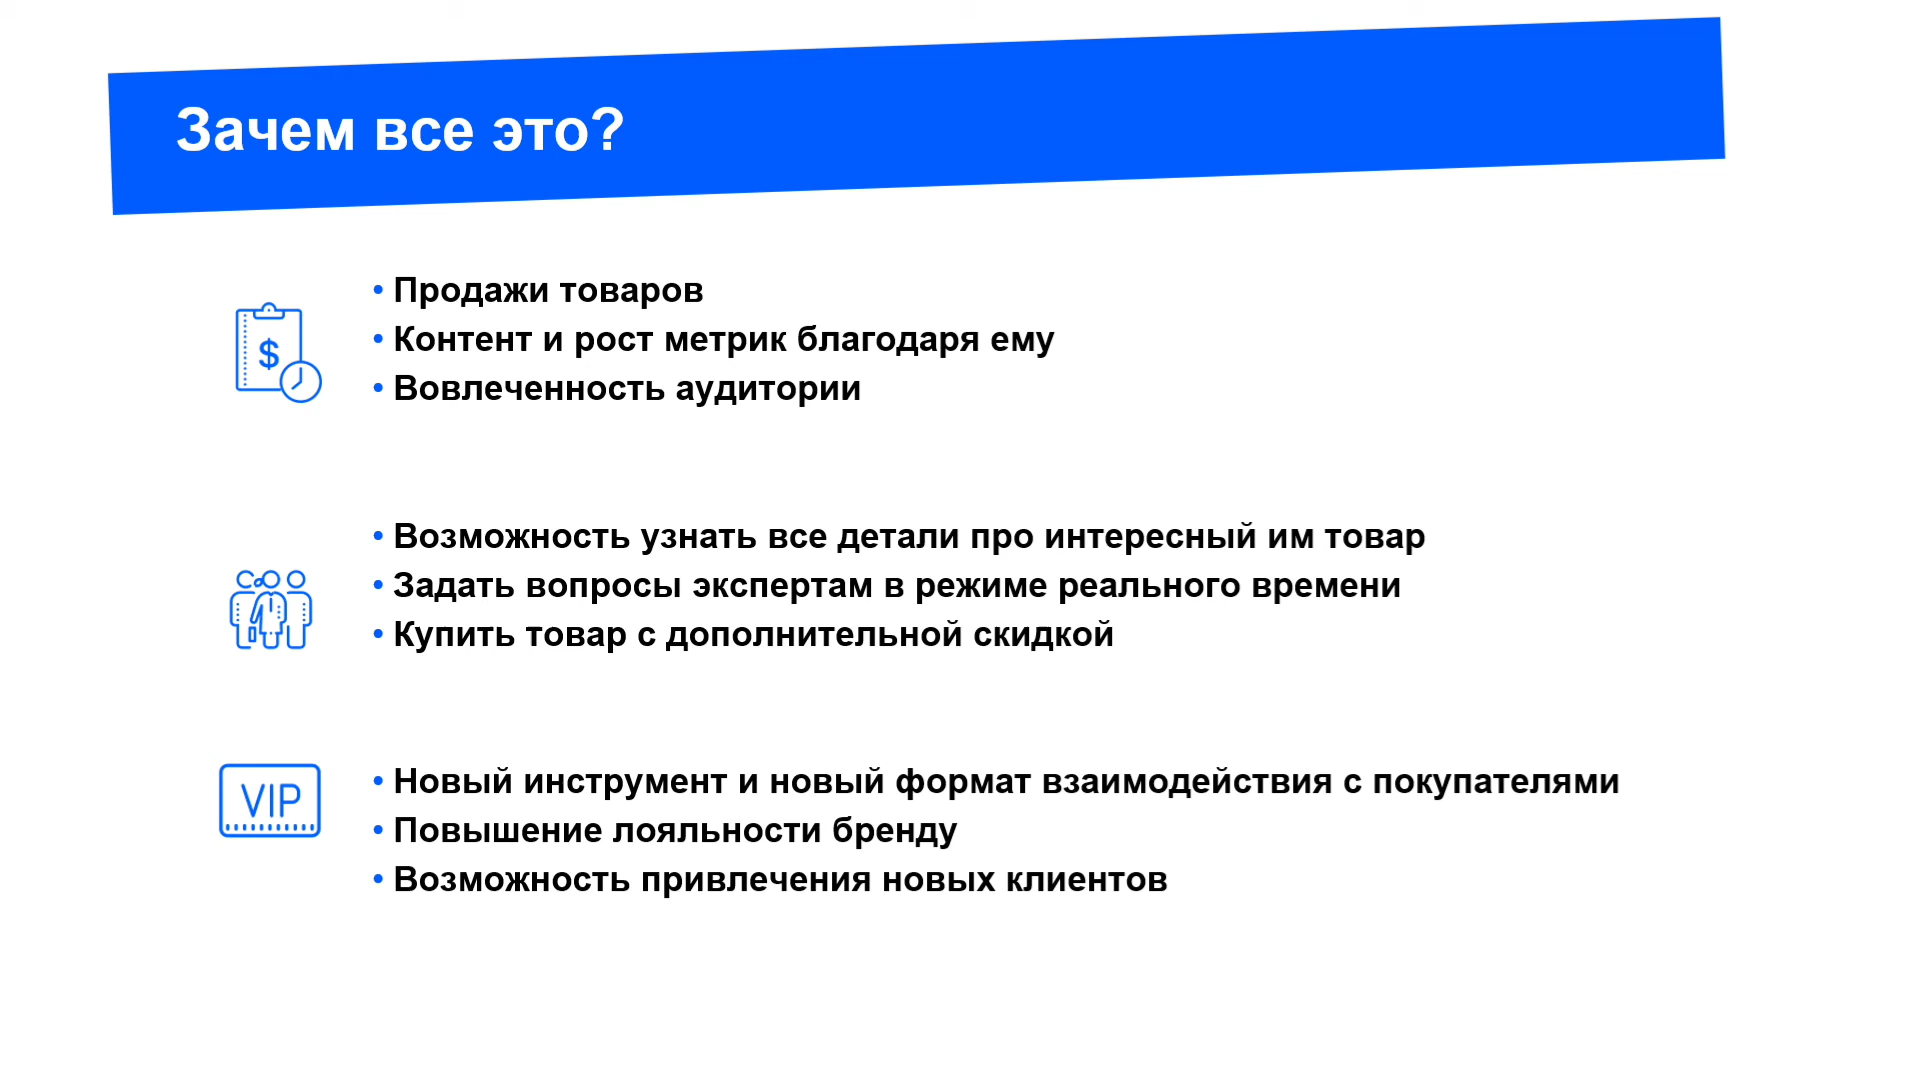 Зачем все это?
$
• Продажи товаров
• Контент и рост метрик благодаря ему
• Вовлеченность аудитории
• Возможность узнать все детали про интересный им товар
• Задать вопросы экспертам в режиме реального времени
• Купить товар с дополнительной скидкой
VIP
• Новый инструмент и новый формат взаимодействия с покупателями
• Повышение лояльности бренду
• Возможность привлечения новых клиентов